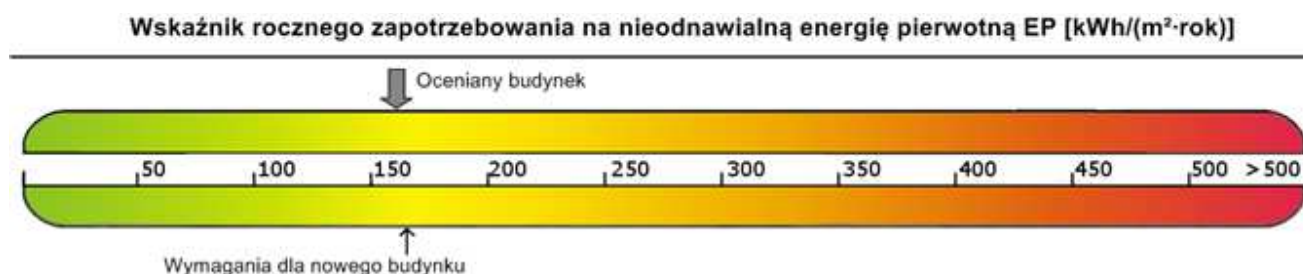 Wskaźnik rocznego zapotrzebowania na nieodnawialną energię pierwotną EP [kWh/(m²·rok)]
Oceniany budynek
50 100 150 200 250 300 350 400 450 500 >500
Wymagania dla nowego budynku